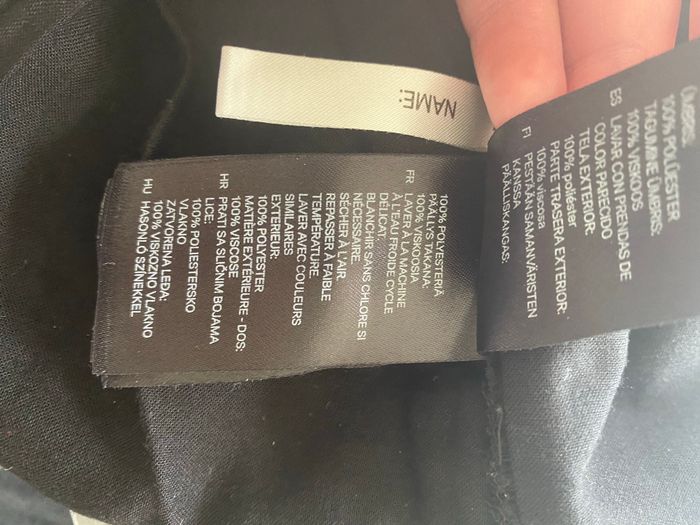 100% POLÜESTER
TAGUMINE ÜMBRIS:
100% VISKOOS
ES LAVAR CON PRENDAS DE
COLOR PARECIDO
TELA EXTERIOR:
100% poliéster
PARTE TRASERA EXTERIOR:
100% viscosa
FI PESTÄÄN SAMANVÄRISTEN
KANSSA
PÄÄLLISKANGAS:
100% POLYESTERIÄ
PÄÄLLYS TAKANA:
100% VISKOOSIA
FR LAVER À LA MACHINE
À L'EAU FROIDE CYCLE
DÉLICAT.
BLANCHIR SANS CHLORE SI
NÉCESSAIRE.
SÉCHER À L'AIR.
REPASSER À FAIBLE
TEMPÉRATURE.
LAVER AVEC COULEURS
SIMILAIRES
EXTÉRIEUR:
100% POLYESTER
MATIÈRE EXTÉRIEURE - DOS:
100% VISCOSE
HR PRATI SA SLIČNIM BOJAMA
LICE:
100% POLIESTERSKO
VLAKNO
ZATVORENA LEĐA:
100% VISKOZNO VLAKNO
HU HASONLÓ SZÍNEKKEL
NAME: